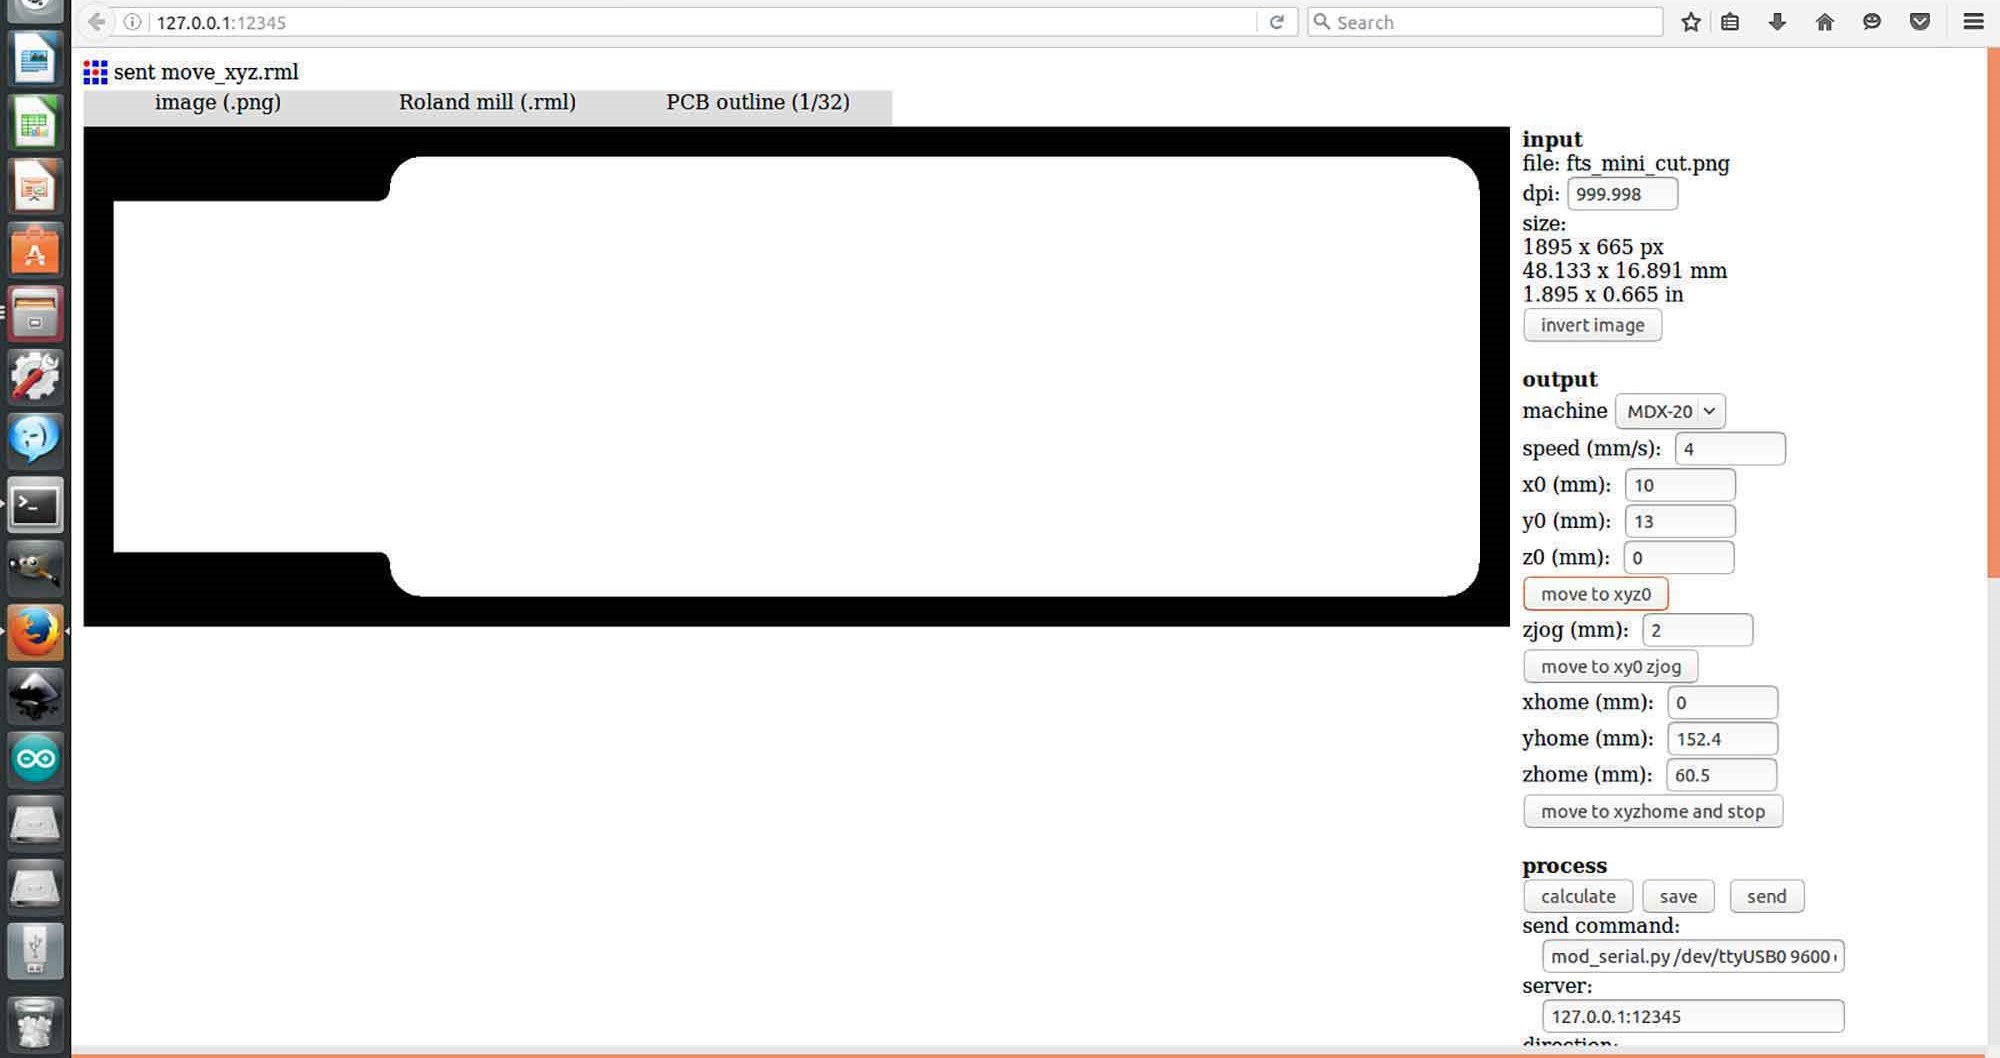 127.0.0.1:12345
Search
sent move_xyz.rml
image (.png) Roland mill (.rml) PCB outline (1/32)
input
file: fts_mini_cut.png
dpi: 999.998
size:
1895 x 665 px
48.133 x 16.891 mm
1.895 x 0.665 in
invert image
output
machine MDX-20
speed (mm/s): 4
x0 (mm): 10
y0 (mm): 13
z0 (mm): 0
move to xyz0
zjog (mm): 2
move to xy0 zjog
xhome (mm): 0
yhome (mm): 152.4
zhome (mm): 60.5
move to xyzhome and stop
process
calculate save send
send command:
mod_serial.py /dev/ttyUSB0 9600
server:
127.0.0.1:12345
direction: